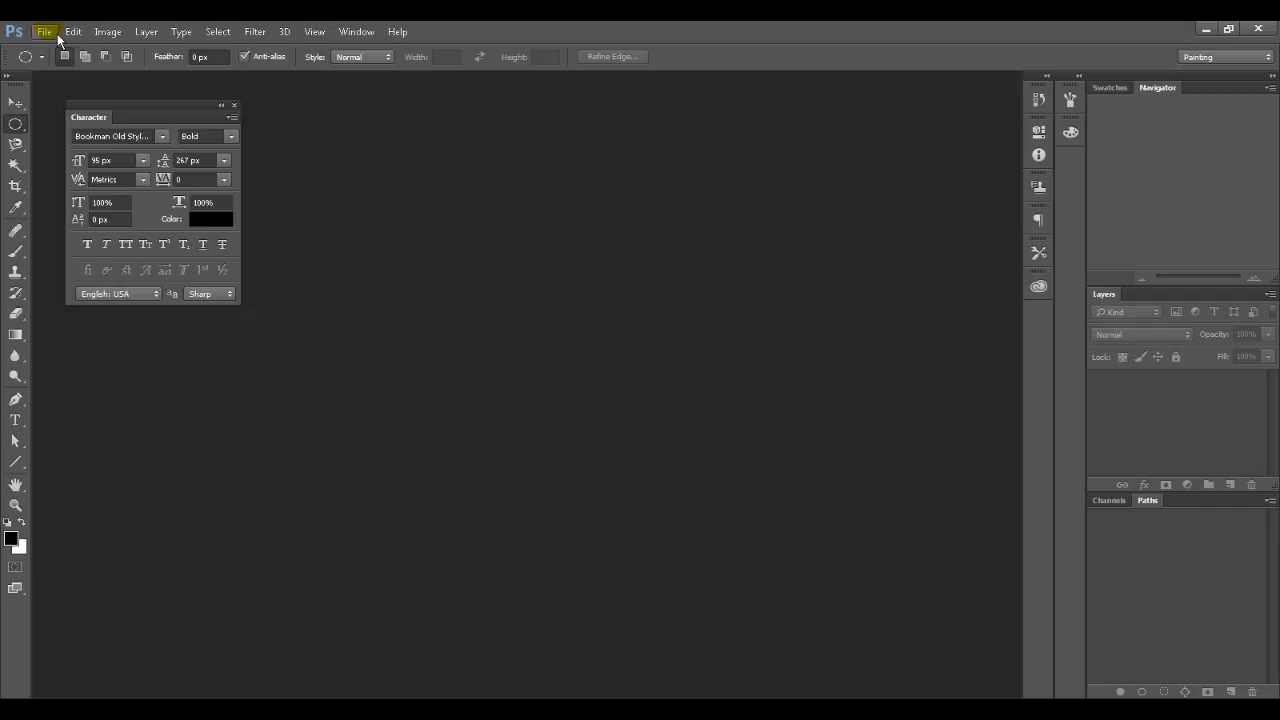 Ps File Edit Image Layer Type Select Filter 3D View Window Help
Feather: 0 px Anti-alias Style: Normal Width: Height: Refine Edge... Painting
Character
Bookman Old Styl... Bold
95 px 267 px
Metrics 0
100% 100%
0 px Color:
English: USA Sharp
Swatches Navigator
Layers
Kind
Normal Opacity: 100%
Lock: Fill: 100%
Channels Paths